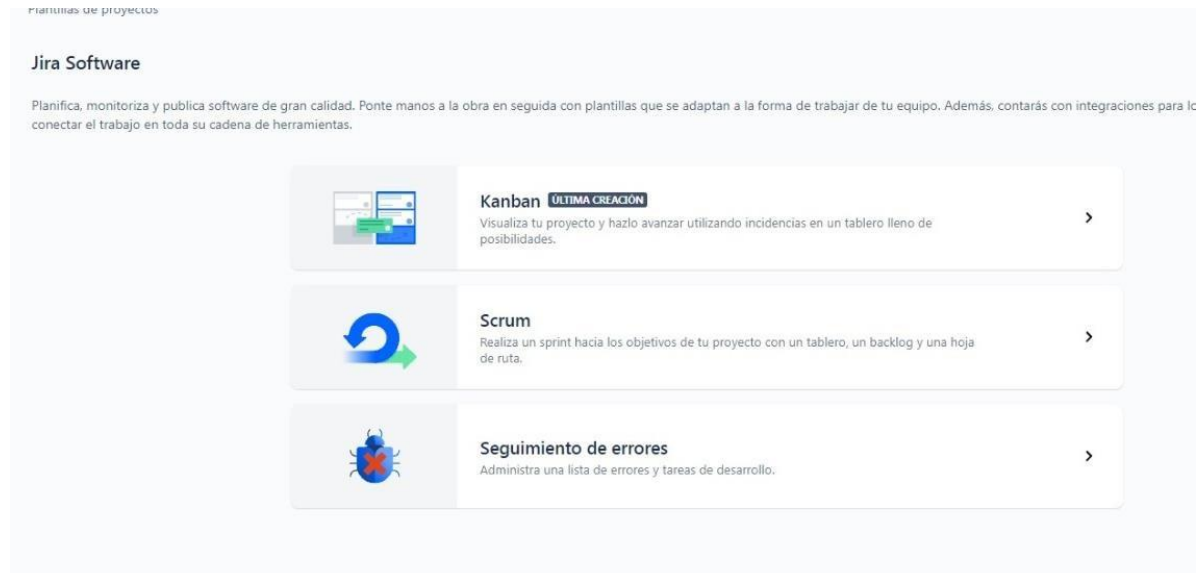 Plantillas de proyectos
Jira Software
Planifica, monitoriza y publica software de gran calidad. Ponte manos a la obra en seguida con plantillas que se adaptan a la forma de trabajar de tu equipo. Además, contarás con integraciones para
conectar el trabajo en toda su cadena de herramientas.
Kanban ÚLTIMA CREACIÓN
Visualiza tu proyecto y hazlo avanzar utilizando incidencias en un tablero lleno de
posibilidades.
Scrum
Realiza un sprint hacia los objetivos de tu proyecto con un tablero, un backlog y una hoja
de ruta.
Seguimiento de errores
Administra una lista de errores y tareas de desarrollo.